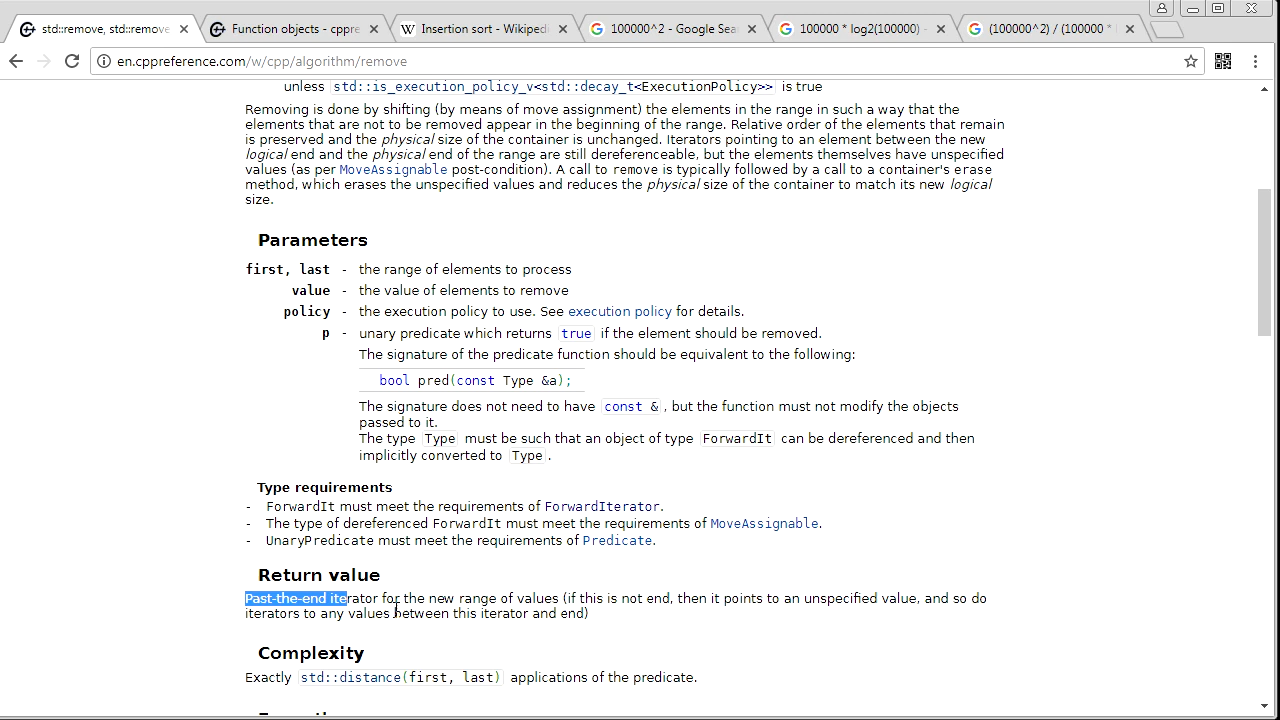 std::remove, std::remove
Function objects - cppre
Insertion sort - Wikiped
100000^2 - Google Sea
100000 * log2(100000) -
(100000^2) / (100000 *
en.cppreference.com/w/cpp/algorithm/remove
unless std::is_execution_policy_v<std::decay_t<ExecutionPolicy>> is true
Removing is done by shifting (by means of move assignment) the elements in the range in such a way that the
elements that are not to be removed appear in the beginning of the range. Relative order of the elements that remain
is preserved and the physical size of the container is unchanged. Iterators pointing to an element between the new
logical end and the physical end of the range are still dereferenceable, but the elements themselves have unspecified
values (as per MoveAssignable post-condition). A call to remove is typically followed by a call to a container's erase
method, which erases the unspecified values and reduces the physical size of the container to match its new logical
size.
Parameters
first, last - the range of elements to process
value - the value of elements to remove
policy - the execution policy to use. See execution policy for details.
p - unary predicate which returns true if the element should be removed.
The signature of the predicate function should be equivalent to the following:
bool pred(const Type &a);
The signature does not need to have const &, but the function must not modify the objects
passed to it.
The type Type must be such that an object of type ForwardIt can be dereferenced and then
implicitly converted to Type.
Type requirements
- ForwardIt must meet the requirements of ForwardIterator.
- The type of dereferenced ForwardIt must meet the requirements of MoveAssignable.
- UnaryPredicate must meet the requirements of Predicate.
Return value
Past-the-end iterator for the new range of values (if this is not end, then it points to an unspecified value, and so do
iterators to any values between this iterator and end)
Complexity
Exactly std::distance(first, last) applications of the predicate.